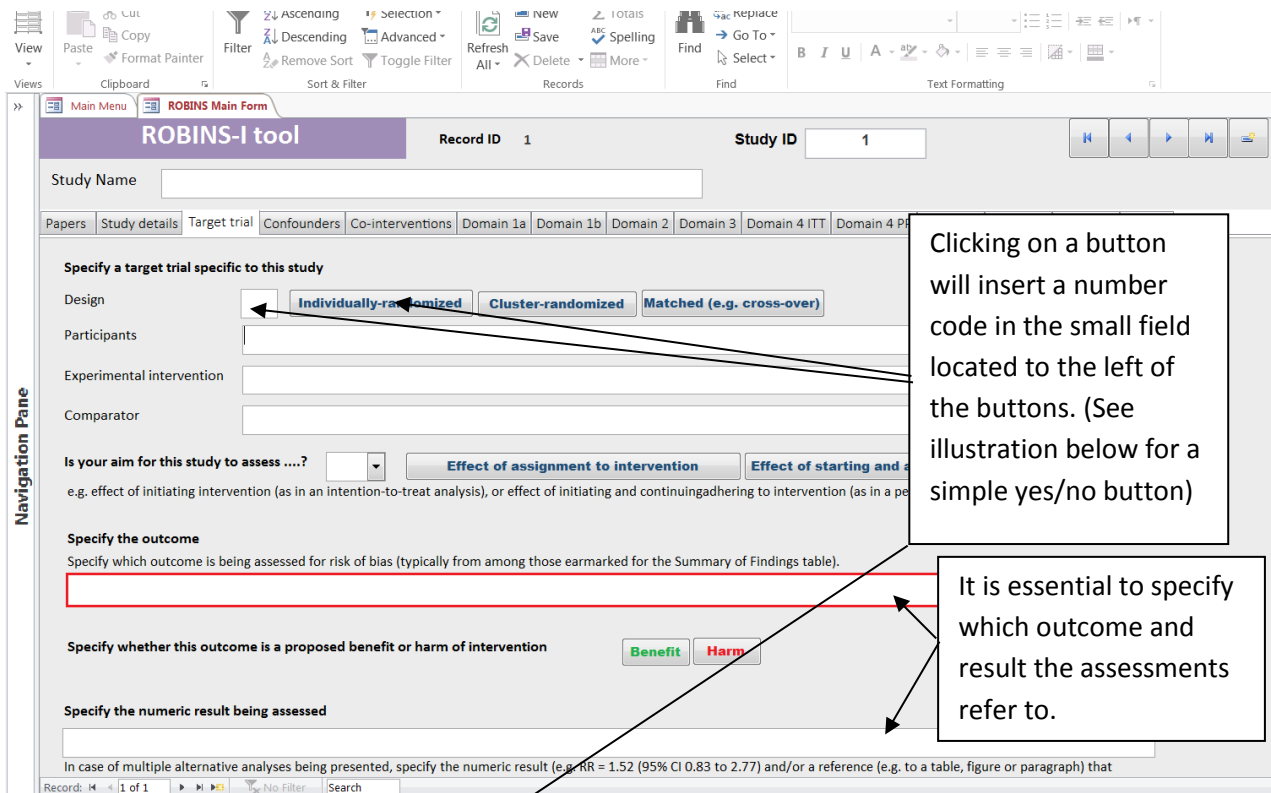 Cut
Ascending
Selection
New
Totals
Replace
View
Paste
Copy
Format Painter
Filter
Descending
Advanced
Remove Sort
Toggle Filter
Refresh All
Save
Spelling
Delete
More
Find
Go To
Select
B I U A
Views
Clipboard
Sort & Filter
Records
Find
Text Formatting
Main Menu
ROBINS Main Form
ROBINS-I tool
Record ID 1
Study ID 1
Study Name
Papers Study details Target trial Confounders Co-interventions Domain 1a Domain 1b Domain 2 Domain 3 Domain 4 ITT Domain 4 PP
Specify a target trial specific to this study
Design
Individually-randomized
Cluster-randomized
Matched (e.g. cross-over)
Participants
Experimental intervention
Comparator
Is your aim for this study to assess ....?
Effect of assignment to intervention
Effect of starting and a
e.g. effect of initiating intervention (as in an intention-to-treat analysis), or effect of initiating and continuingadhering to intervention (as in a pe
Specify the outcome
Specify which outcome is being assessed for risk of bias (typically from among those earmarked for the Summary of Findings table).
Specify whether this outcome is a proposed benefit or harm of intervention
Benefit
Harm
Specify the numeric result being assessed
In case of multiple alternative analyses being presented, specify the numeric result (e.g. RR = 1.52 (95% CI 0.83 to 2.77) and/or a reference (e.g. to a table, figure or paragraph) that
Record: 1 of 1 No Filter Search
Navigation Pane
Clicking on a button
will insert a number
code in the small field
located to the left of
the buttons. (See
illustration below for a
simple yes/no button)
It is essential to specify
which outcome and
result the assessments
refer to.